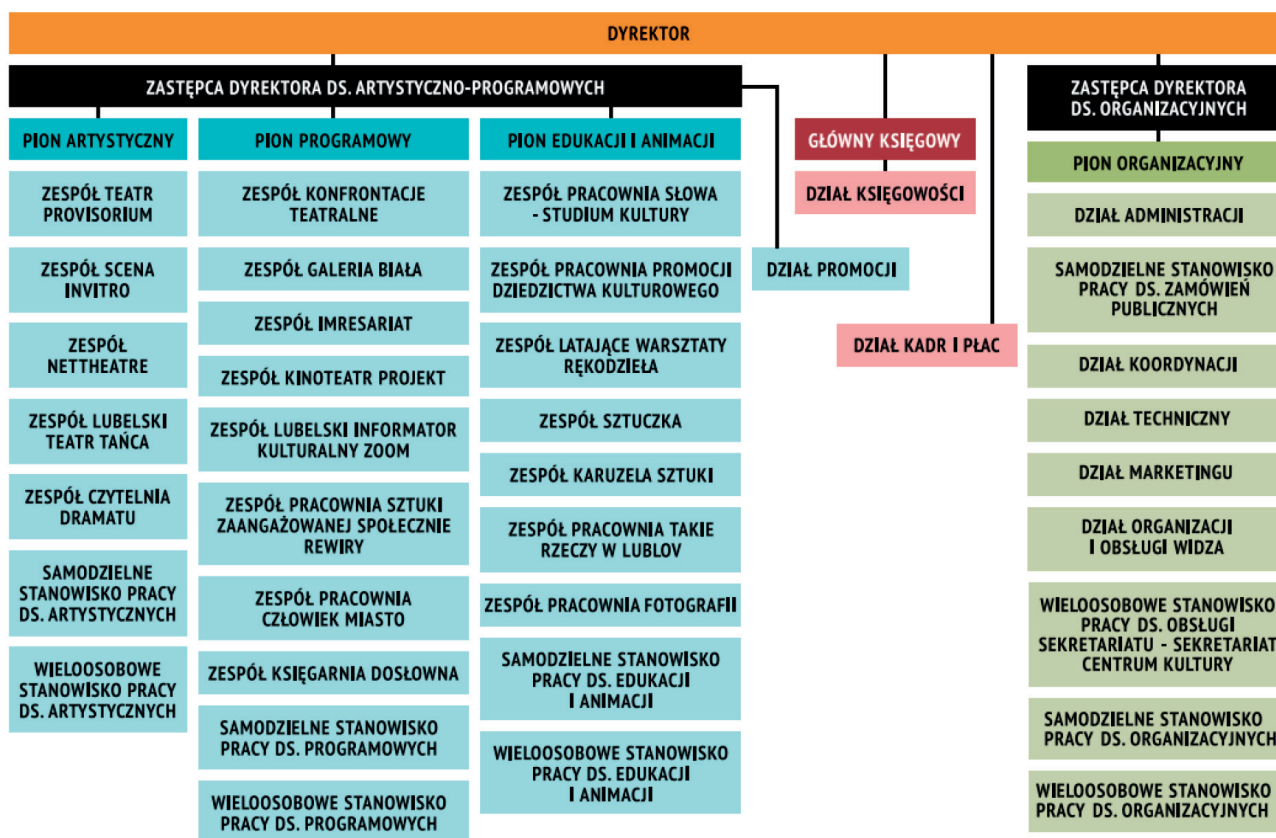 DYREKTOR
ZASTĘPCA DYREKTORA DS. ARTYSTYCZNO-PROGRAMOWYCH
PION ARTYSTYCZNY
ZESPÓŁ TEATR
PROVISORIUM
ZESPÓŁ SCENA
INVITRO
ZESPÓŁ
NETTHEATRE
ZESPÓŁ LUBELSKI
TEATR TAŃCA
ZESPÓŁ CZYTELNIA
DRAMATU
SAMODZIELNE
STANOWISKO PRACY
DS. ARTYSTYCZNYCH
WIELOOSOBOWE
STANOWISKO PRACY
DS. ARTYSTYCZNYCH
PION PROGRAMOWY
ZESPÓŁ KONFRONTACJE
TEATRALNE
ZESPÓŁ GALERIA BIAŁA
ZESPÓŁ IMRESARIAT
ZESPÓŁ KINOTEATR PROJEKT
ZESPÓŁ LUBELSKI INFORMATOR
KULTURALNY ZOOM
ZESPÓŁ PRACOWNIA SZTUKI
ZAANGAŻOWANEJ SPOŁECZNIE
REWIRY
ZESPÓŁ PRACOWNIA
CZŁOWIEK MIASTO
ZESPÓŁ KSIĘGARNIA DOSŁOWNA
SAMODZIELNE STANOWISKO
PRACY DS. PROGRAMOWYCH
WIELOOSOBOWE STANOWISKO
PRACY DS. PROGRAMOWYCH
PION EDUKACJI I ANIMACJI
ZESPÓŁ PRACOWNIA SŁOWA
- STUDIUM KULTURY
ZESPÓŁ PRACOWNIA PROMOCJI
DZIEDZICTWA KULTUROWEGO
ZESPÓŁ LATAJĄCE WARSZTATY
RĘKODZIEŁA
ZESPÓŁ SZTUCZKA
ZESPÓŁ KARUZELA SZTUKI
ZESPÓŁ PRACOWNIA TAKIE
RZECZY W LUBLOV
ZESPÓŁ PRACOWNIA FOTOGRAFII
SAMODZIELNE STANOWISKO
PRACY DS. EDUKACJI
I ANIMACJI
WIELOOSOBOWE STANOWISKO
PRACY DS. EDUKACJI
I ANIMACJI
DZIAŁ PROMOCJI
GŁÓWNY KSIĘGOWY
DZIAŁ KSIĘGOWOŚCI
DZIAŁ KADR I PŁAC
ZASTĘPCA DYREKTORA
DS. ORGANIZACYJNYCH
PION ORGANIZACYJNY
DZIAŁ ADMINISTRACJI
SAMODZIELNE STANOWISKO
PRACY DS. ZAMÓWIEŃ
PUBLICZNYCH
DZIAŁ KOORDYNACJI
DZIAŁ TECHNICZNY
DZIAŁ MARKETINGU
DZIAŁ ORGANIZACJI
I OBSŁUGI WIDZA
WIELOOSOBOWE STANOWISKO
PRACY DS. OBSŁUGI
SEKRETARIATU - SEKRETARIAT
CENTRUM KULTURY
SAMODZIELNE STANOWISKO
PRACY DS. ORGANIZACYJNYCH
WIELOOSOBOWE STANOWISKO
PRACY DS. ORGANIZACYJNYCH